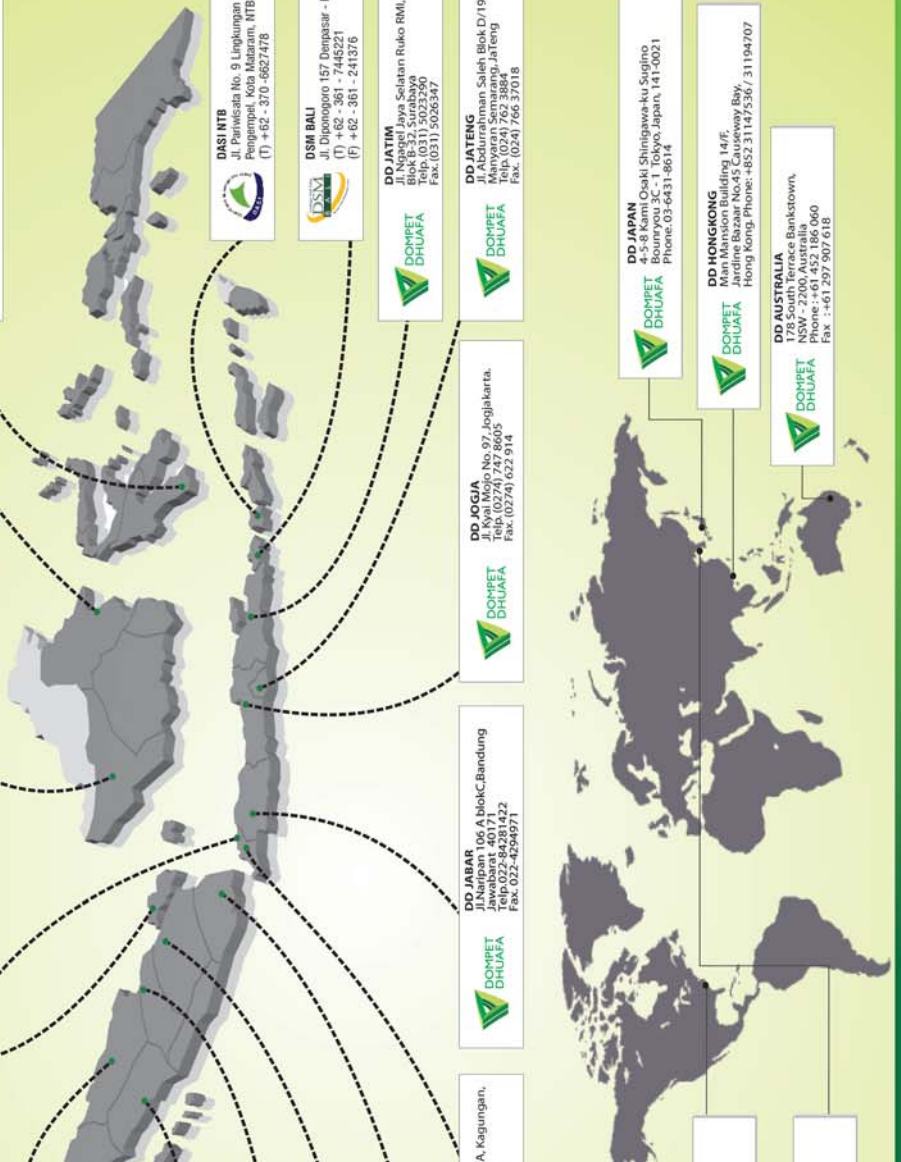 DASI NTB
Jl. Pariwisata No. 9 Lingkungan
Pengempel, Kota Mataram, NTB
(T) +62 - 370 -6627478
DASI
DSM BALI
Jl. Diponogoro 157 Denpasar -
(T) +62 - 361 - 7445221
(F) +62 - 361 - 241376
DSM
BALI
DD JATIM
Jl. Ngagel Jaya Selatan Ruko RMI,
Blok B-32, Surabaya
Telp. (031) 5023290
Fax. (031) 5026347
DOMPET
DHUAFA
DD JATENG
Jl. Abdurrahman Saleh Blok D/19
Manyaran Semarang, JaTeng
Telp. (024) 762 3884
Fax. (024) 766 37018
DOMPET
DHUAFA
DD JOGJA
Jl. Kyai Mojo No. 97, Jogjakarta.
Telp. (0274) 747 8605
Fax. (0274) 622 914
DOMPET
DHUAFA
DD JABAR
Jl.Naripan 106 A blokC,Bandung
Jawabarat 40171
Telp.022-84281422
Fax. 022-4294971
DOMPET
DHUAFA
A, Kagungan,
DD JAPAN
4-5-8 Kami Osaki Shinigawa-ku Sugino
Bounryou 3C - 1 Tokyo, Japan, 141-0021
Phone. 03-6431-8614
DOMPET
DHUAFA
DD HONGKONG
Man Mansion Building 14/F,
Jardine Bazaar No.45 Causeway Bay,
Hong Kong. Phone: +852 31147536 / 31194707
DOMPET
DHUAFA
DD AUSTRALIA
178 South Terrace Bankstown,
NSW - 2200, Australia
Phone : +61 452 186 060
Fax : +61 297 907 618
DOMPET
DHUAFA